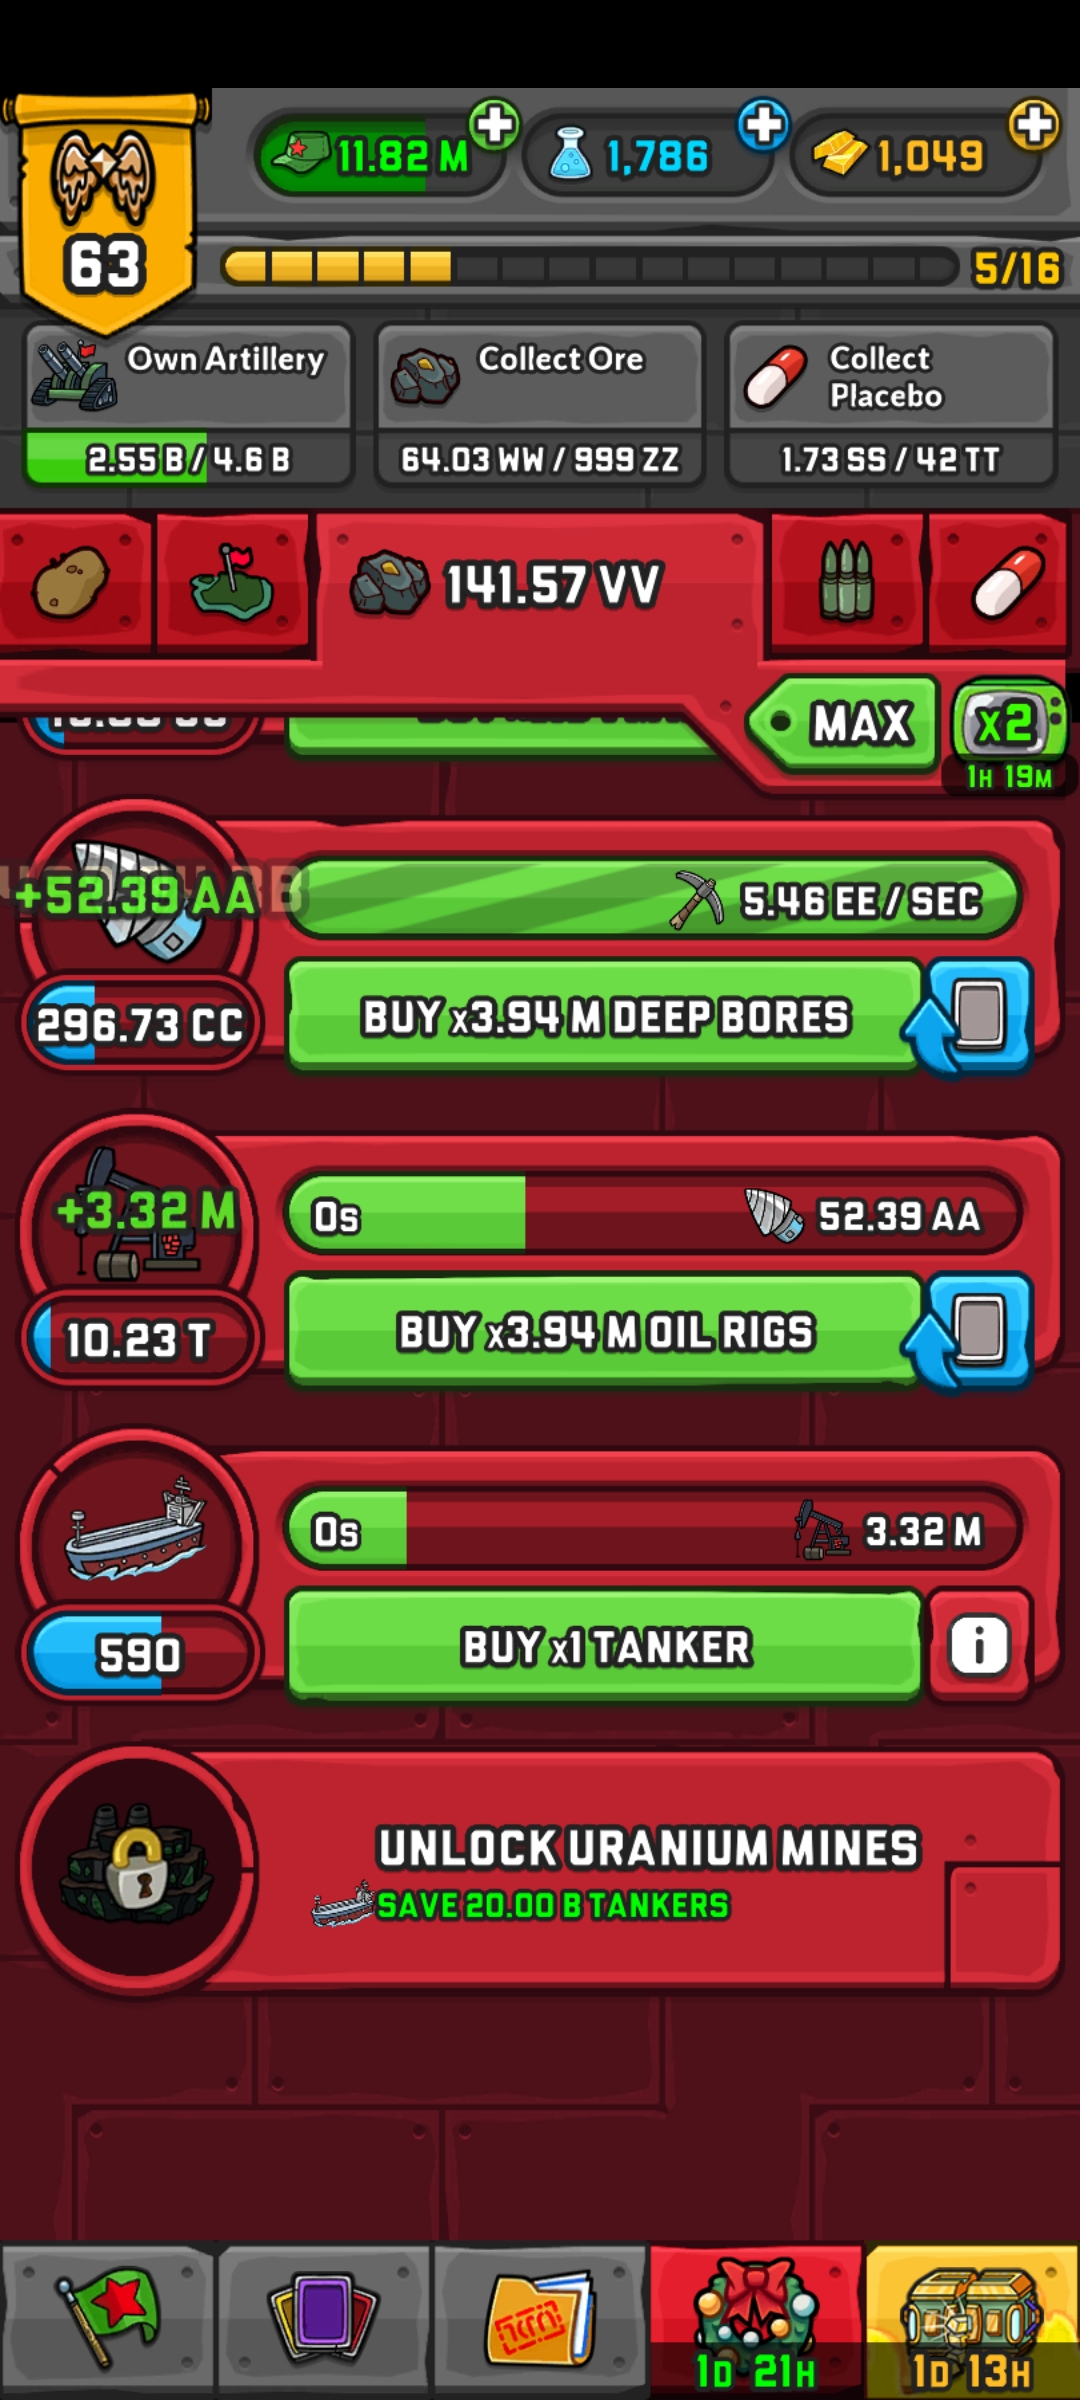 11.82 M
1,786
1,049
63
5/16
Own Artillery
2.55 B / 4.6 B
Collect Ore
64.03 WW / 999 ZZ
Collect
Placebo
1.73 SS / 42 TT
141.57 VV
MAX
x2
1H 19M
+52.39 AA
5.46 EE / SEC
296.73 CC
BUY x3.94 M DEEP BORES
+3.32 M
0s
52.39 AA
10.23 T
BUY x3.94 M OIL RIGS
0s
3.32 M
590
BUY x1 TANKER
i
UNLOCK URANIUM MINES
SAVE 20.00 B TANKERS
1D 21H
1D 13H